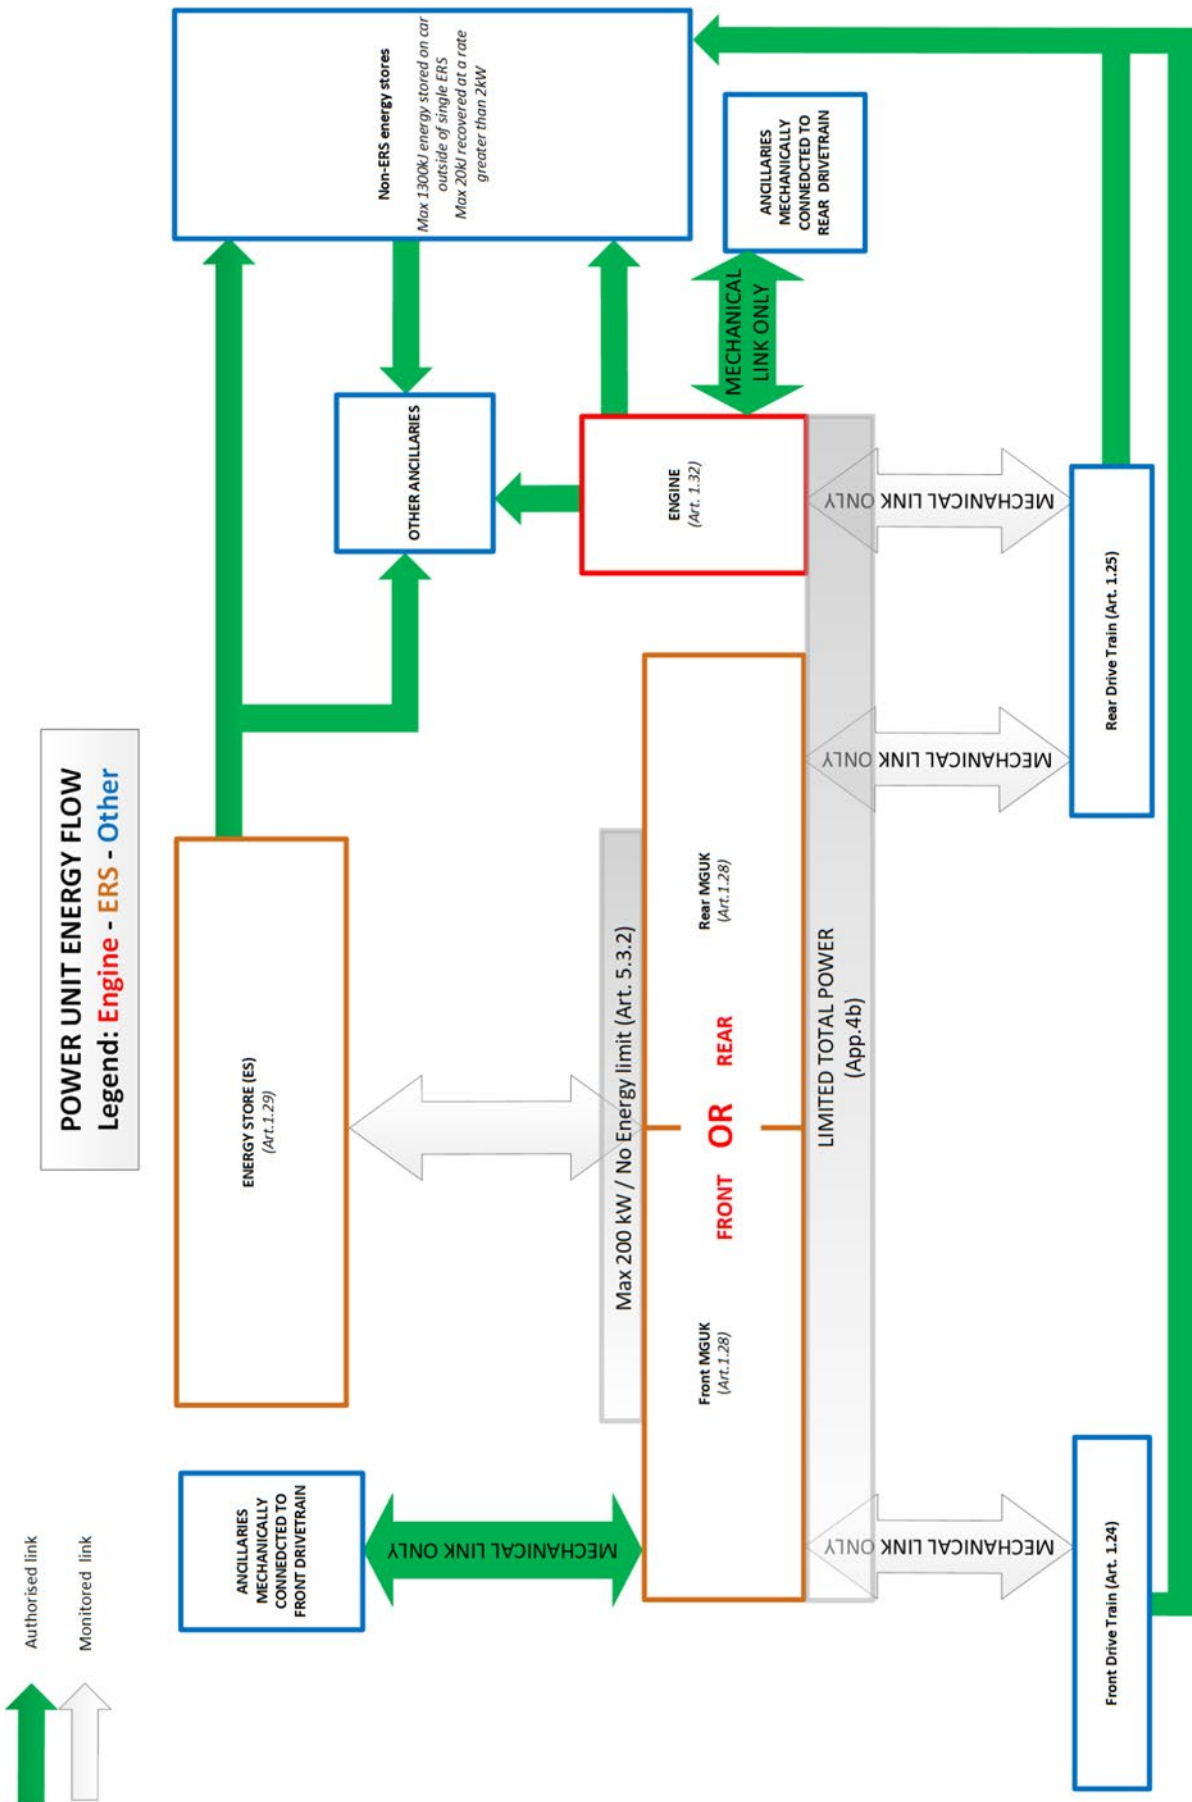 Authorised link
Monitored link
POWER UNIT ENERGY FLOW
Legend: Engine - ERS - Other
ANCILLARIES
MECHANICALLY
CONNEDCTED TO
FRONT DRIVETRAIN
ENERGY STORE (ES)
(Art.1.29)
Non-ERS energy stores
Max 1300kJ energy stored on car
outside of single ERS
Max 20kJ recovered at a rate
greater than 2kW
OTHER ANCILLARIES
MECHANICAL LINK ONLY
Max 200 kW / No Energy limit (Art. 5.3.2)
Front MGUK
(Art.1.28)
FRONT OR REAR
Rear MGUK
(Art.1.28)
ENGINE
(Art. 1.32)
MECHANICAL
LINK ONLY
ANCILLARIES
MECHANICALLY
CONNEDCTED TO
REAR DRIVETRAIN
LIMITED TOTAL POWER
(App.4b)
MECHANICAL LINK ONLY
MECHANICAL LINK ONLY
MECHANICAL LINK ONLY
Front Drive Train (Art. 1.24)
Rear Drive Train (Art. 1.25)